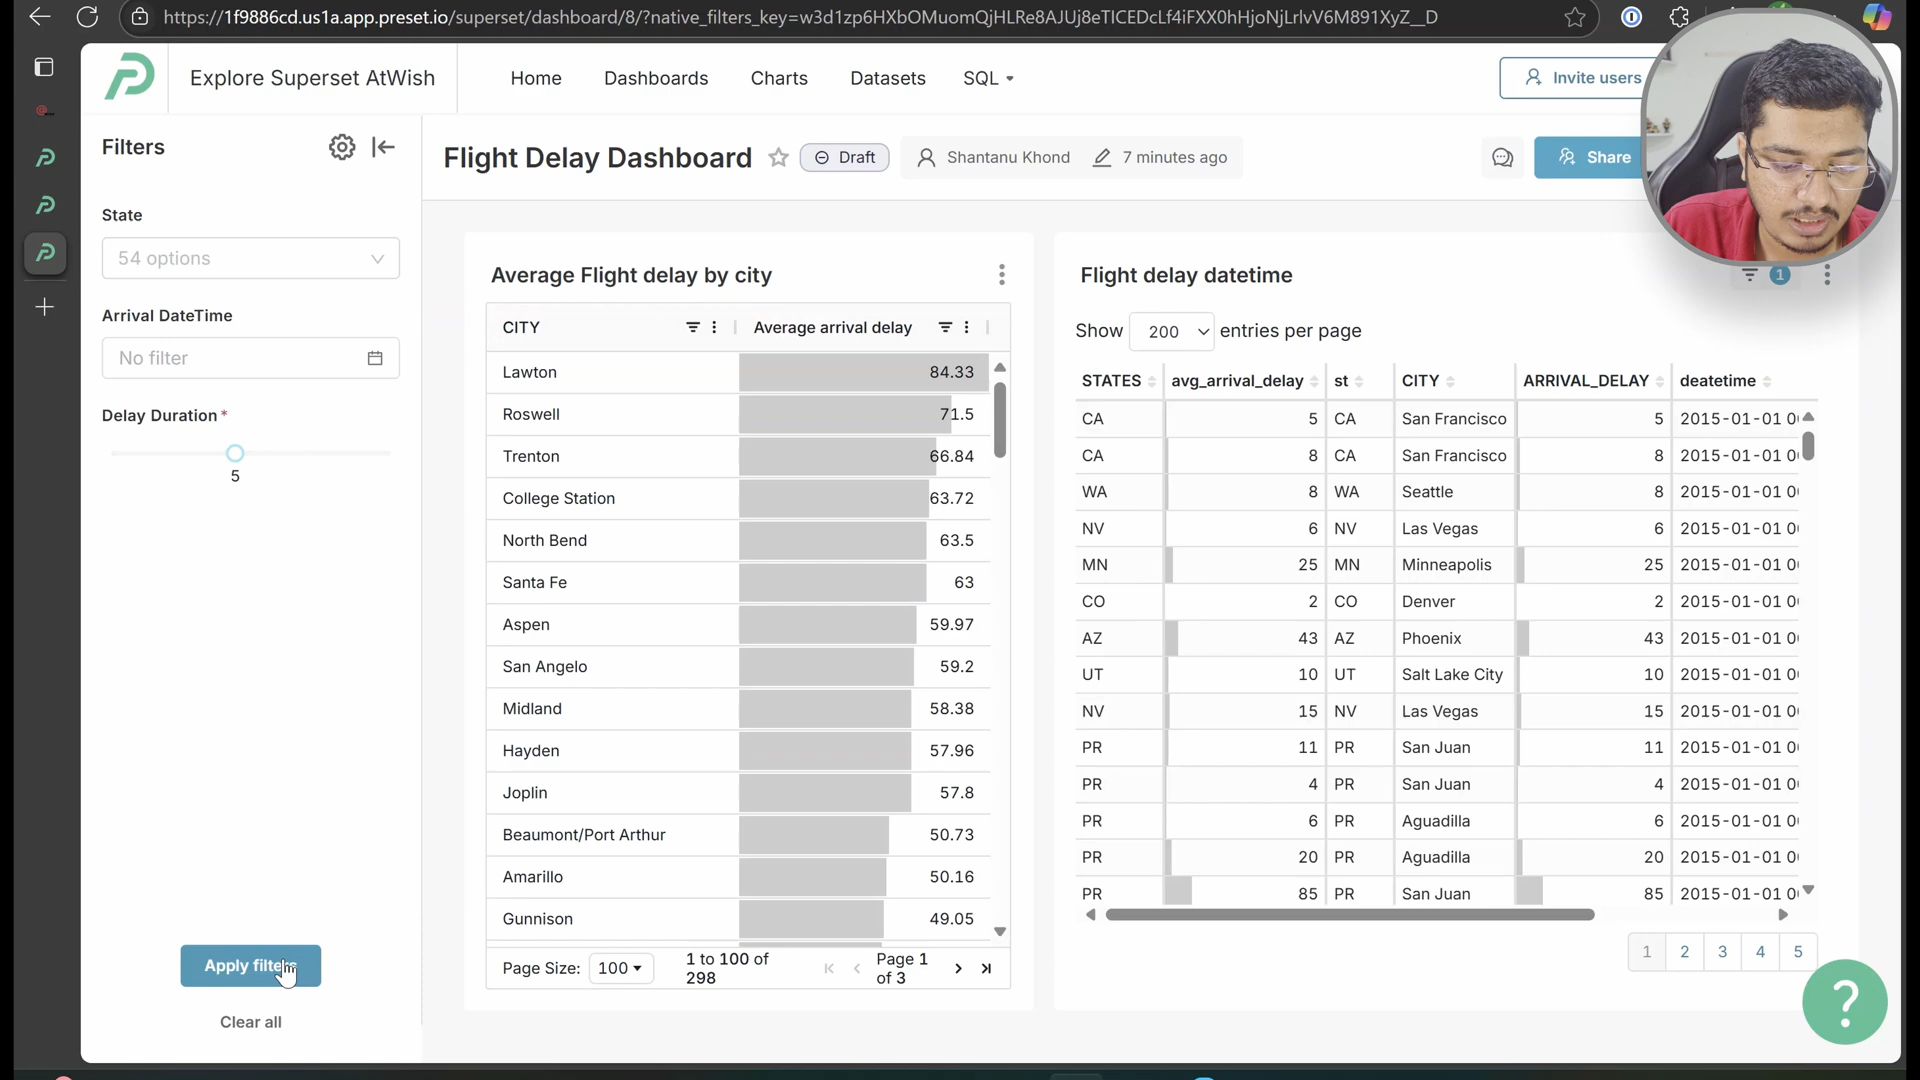 https://1f9886cd.us1a.app.preset.io/superset/dashboard/8/?native_filters_key=w3d1zp6HXbOMuomQjHLRe8AJUj8eTICEDcLf4iFXX0hHjoNjLrlvV6M891XyZ__D
Explore Superset AtWish
Home
Dashboards
Charts
Datasets
SQL
Invite users
Filters
State
54 options
Arrival DateTime
No filter
Delay Duration *
5
Apply filters
Clear all
Flight Delay Dashboard
Draft
Shantanu Khond
7 minutes ago
Share
Average Flight delay by city
CITY Average arrival delay
Lawton 84.33
Roswell 71.5
Trenton 66.84
College Station 63.72
North Bend 63.5
Santa Fe 63
Aspen 59.97
San Angelo 59.2
Midland 58.38
Hayden 57.96
Joplin 57.8
Beaumont/Port Arthur 50.73
Amarillo 50.16
Gunnison 49.05
Page Size: 100
1 to 100 of
298
Page 1
of 3
Flight delay datetime
1
Show 200 entries per page
STATES avg_arrival_delay st CITY ARRIVAL_DELAY deatetime
CA 5 CA San Francisco 5 2015-01-01 0
CA 8 CA San Francisco 8 2015-01-01 0
WA 8 WA Seattle 8 2015-01-01 0
NV 6 NV Las Vegas 6 2015-01-01 0
MN 25 MN Minneapolis 25 2015-01-01 0
CO 2 CO Denver 2 2015-01-01 0
AZ 43 AZ Phoenix 43 2015-01-01 0
UT 10 UT Salt Lake City 10 2015-01-01 0
NV 15 NV Las Vegas 15 2015-01-01 0
PR 11 PR San Juan 11 2015-01-01 0
PR 4 PR San Juan 4 2015-01-01 0
PR 6 PR Aguadilla 6 2015-01-01 0
PR 20 PR Aguadilla 20 2015-01-01 0
PR 85 PR San Juan 85 2015-01-01 0
1 2 3 4 5
?